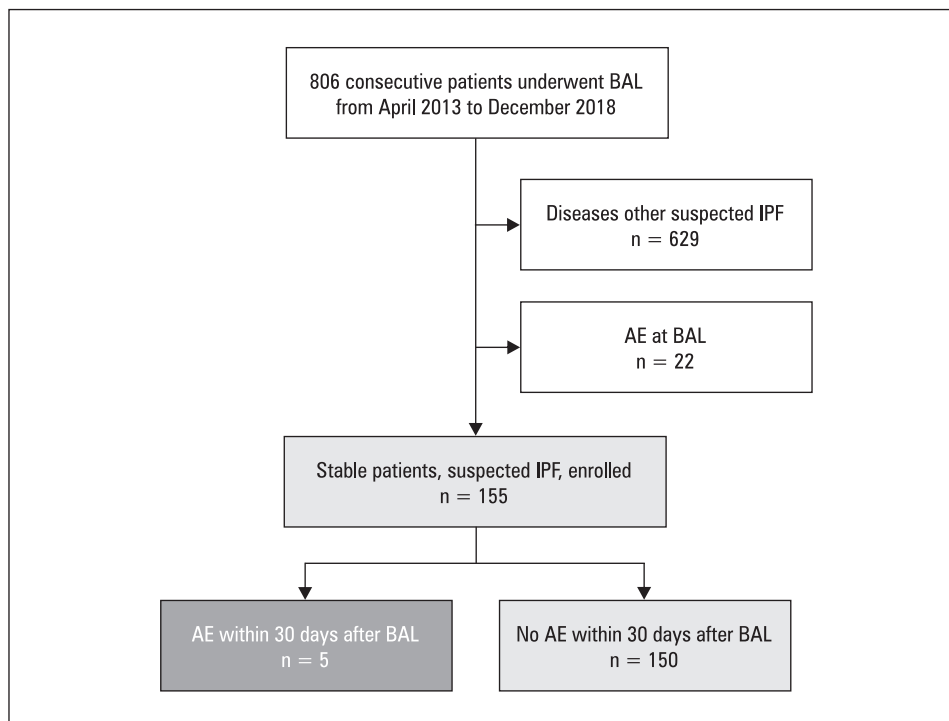 806 consecutive patients underwent BAL
from April 2013 to December 2018
Diseases other suspected IPF
n = 629
AE at BAL
n = 22
Stable patients, suspected IPF, enrolled
n = 155
AE within 30 days after BAL
n = 5
No AE within 30 days after BAL
n = 150